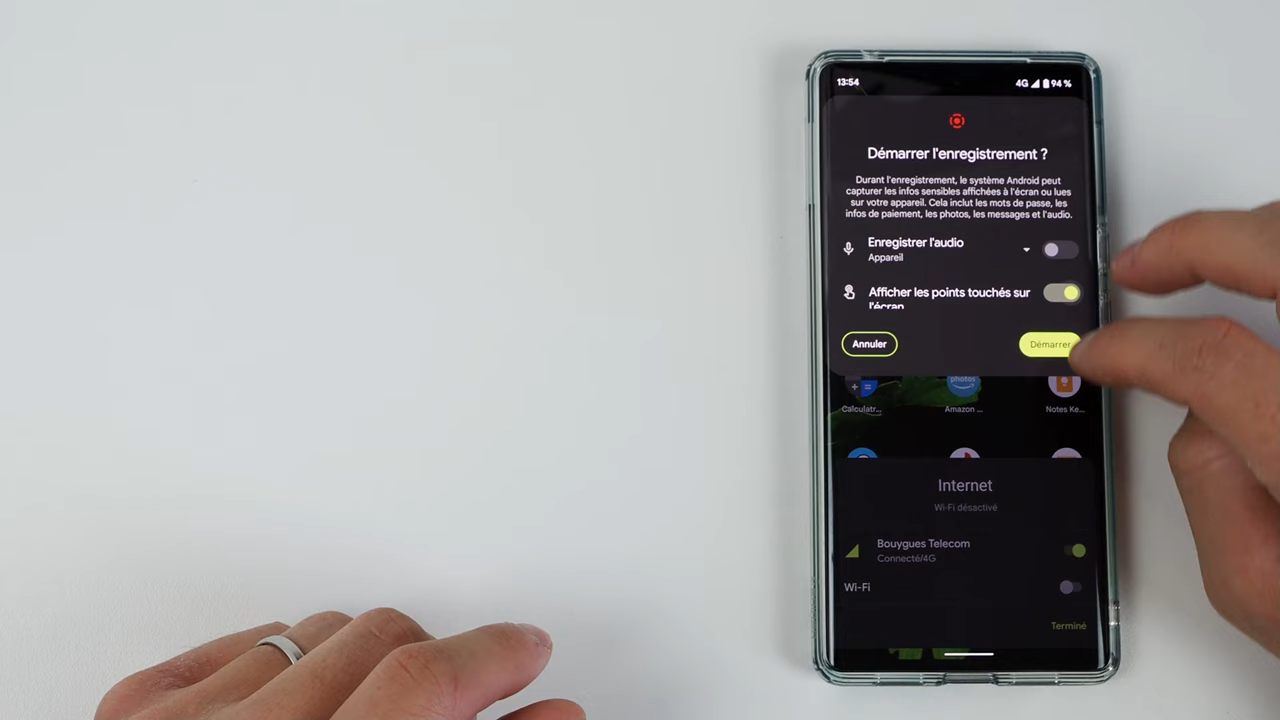 13:54
4G 94 %
Démarrer l'enregistrement ?
Durant l'enregistrement, le système Android peut
capturer les infos sensibles affichées à l'écran ou lues
sur votre appareil. Cela inclut les mots de passe, les
infos de paiement, les photos, les messages et l'audio.
Enregistrer l'audio
Appareil
Afficher les points touchés sur
l'écran
Annuler
Démarrer
photos
Calculatr...
Amazon ...
Notes Ke...
Internet
Wi-Fi désactivé
Bouygues Telecom
Connecté/4G
Wi-Fi
Terminé